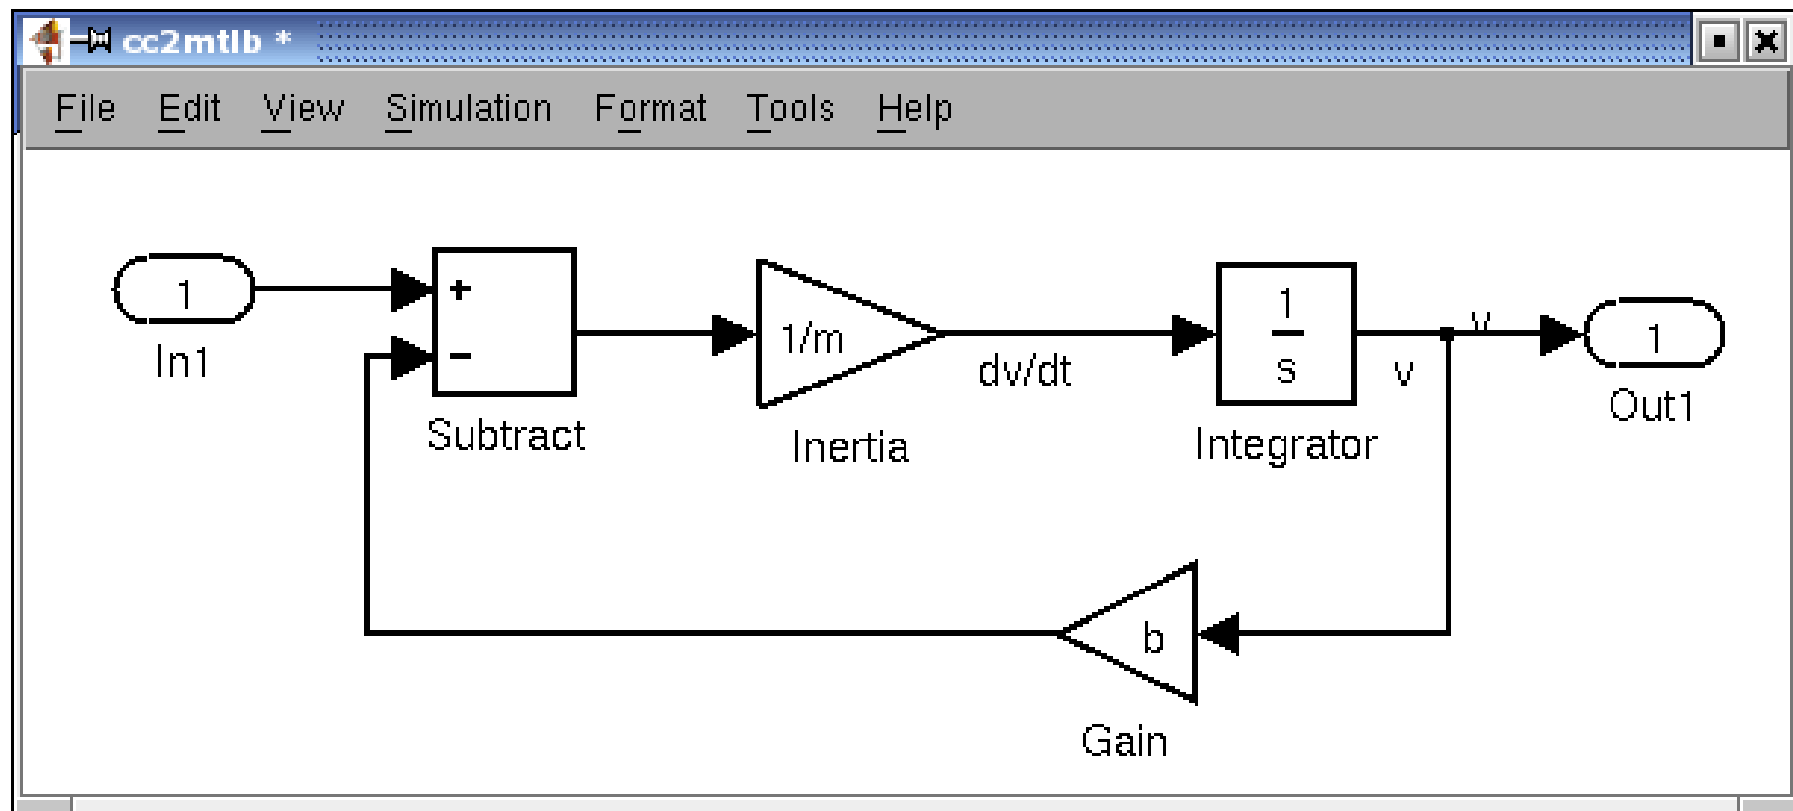 cc2mtlb *
File Edit View Simulation Format Tools Help
1
In1
+
−
Subtract
1/m
Inertia
dv/dt
1
s
Integrator
v
v
1
Out1
b
Gain